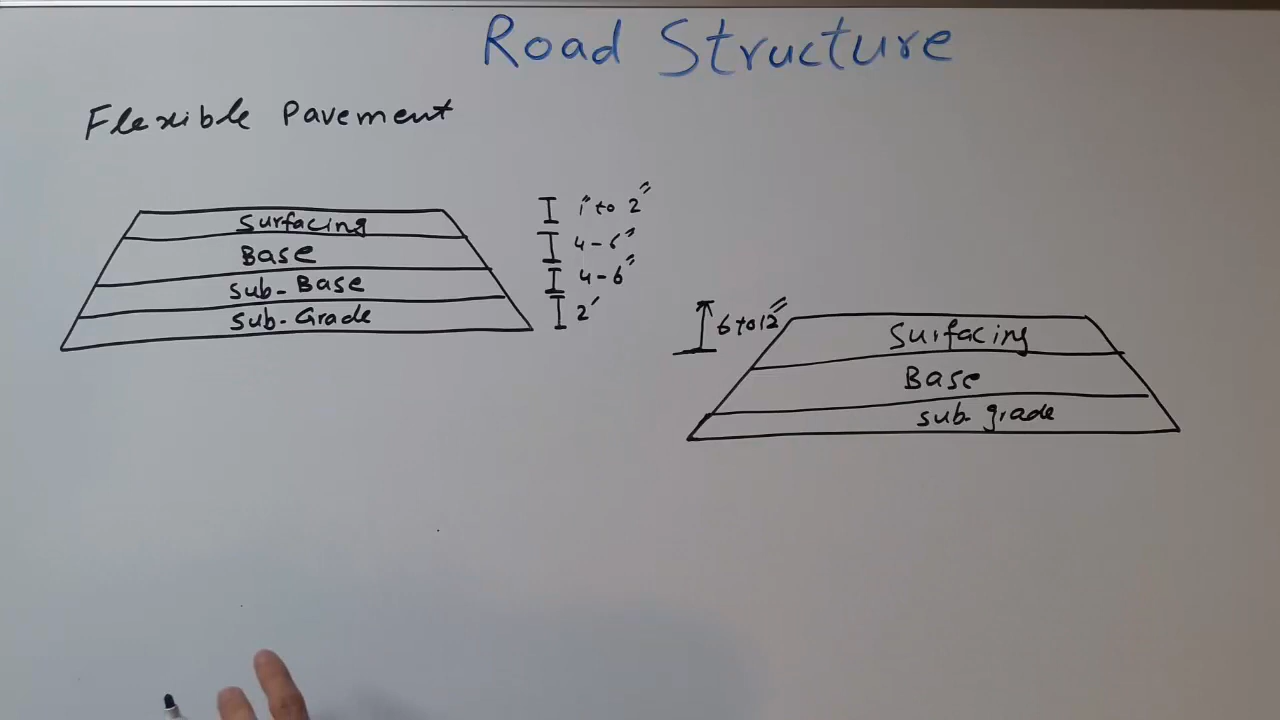 Road Structure
Flexible Pavement
Surfacing
Base
Sub-Base
Sub-Grade
1" to 2"
4-6"
4-6"
2'
6 to 12"
Surfacing
Base
sub-grade